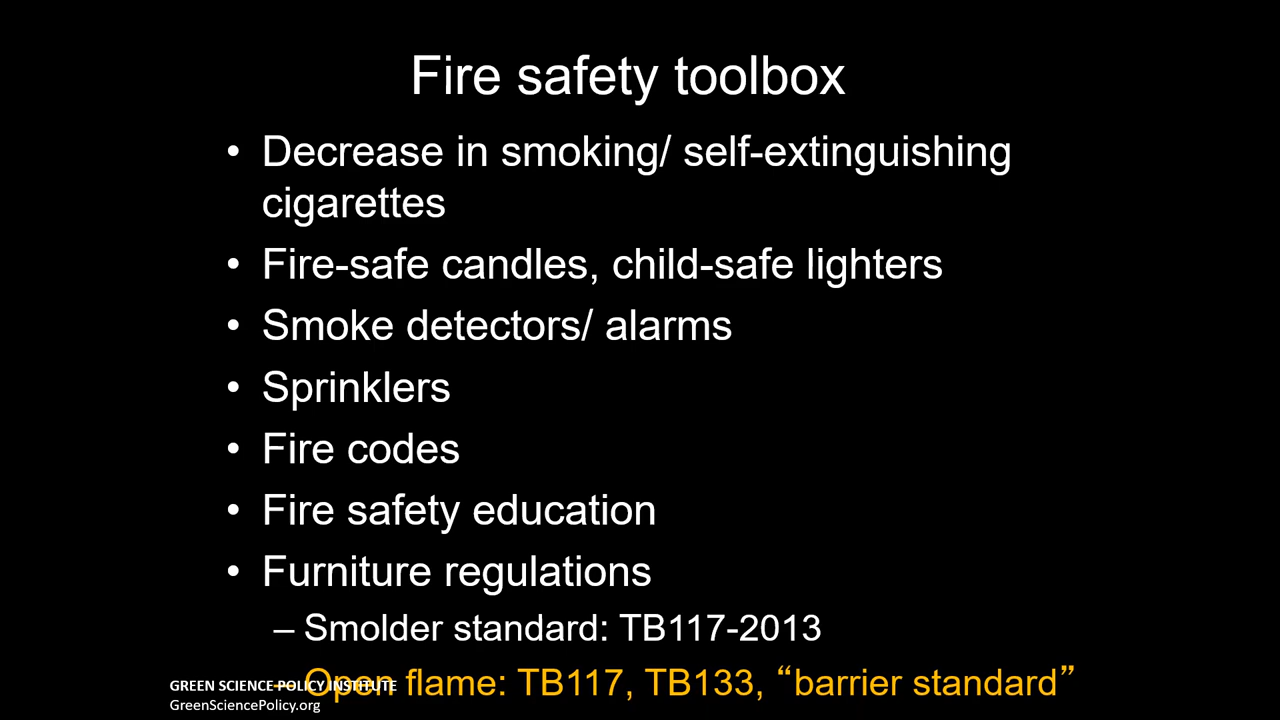 Fire safety toolbox
• Decrease in smoking/ self-extinguishing
cigarettes
• Fire-safe candles, child-safe lighters
• Smoke detectors/ alarms
• Sprinklers
• Fire codes
• Fire safety education
• Furniture regulations
– Smolder standard: TB117-2013
– Open flame: TB117, TB133, “barrier standard”
GREEN SCIENCE POLICY INSTITUTE
GreenSciencePolicy.org